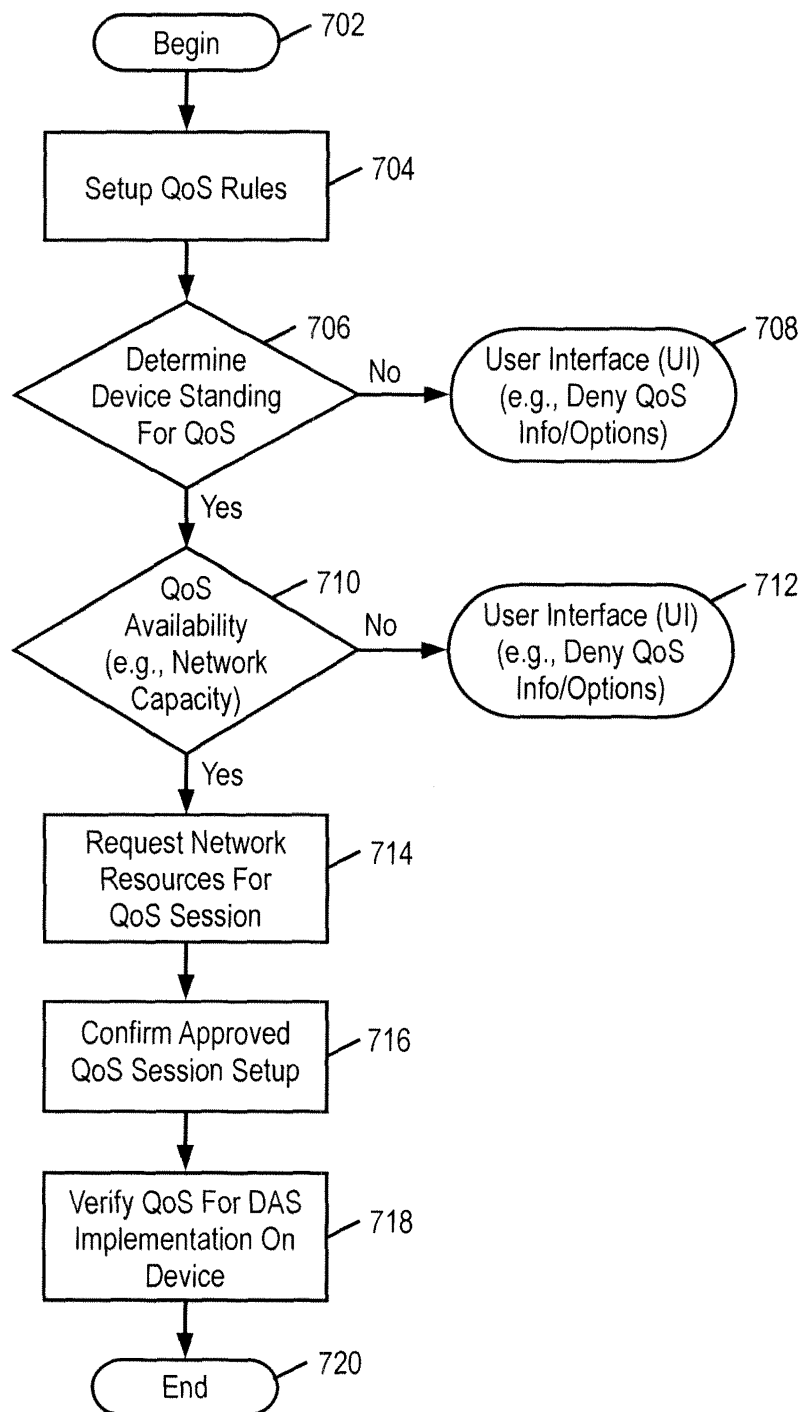 Begin
702
Setup QoS Rules
704
706
Determine
Device Standing
For QoS
No
708
User Interface (UI)
(e.g., Deny QoS
Info/Options)
Yes
710
QoS
Availability
(e.g., Network
Capacity)
No
712
User Interface (UI)
(e.g., Deny QoS
Info/Options)
Yes
Request Network
Resources For
QoS Session
714
Confirm Approved
QoS Session Setup
716
Verify QoS For DAS
Implementation On
Device
718
End
720